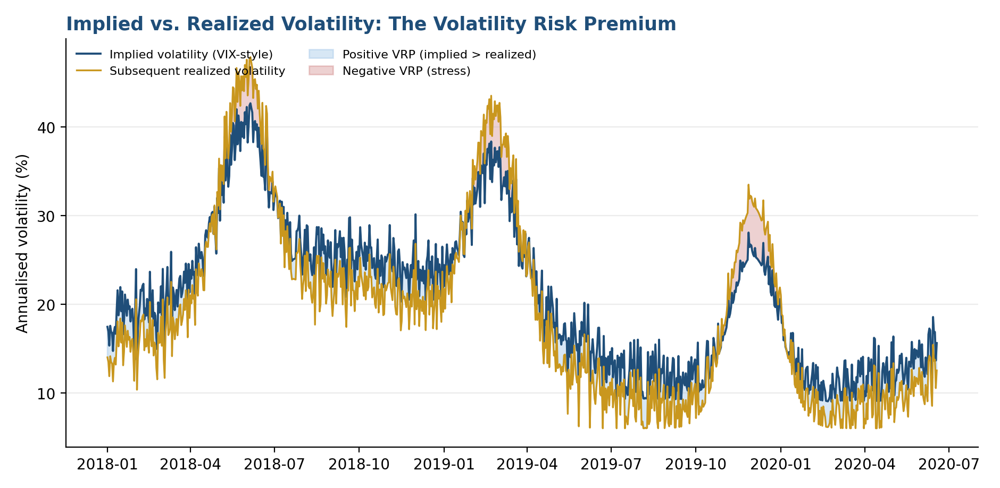 Implied vs. Realized Volatility: The Volatility Risk Premium
Implied volatility (VIX-style)
Subsequent realized volatility
Positive VRP (implied > realized)
Negative VRP (stress)
Annualised volatility (%)
40
30
20
10
2018-01 2018-04 2018-07 2018-10 2019-01 2019-04 2019-07 2019-10 2020-01 2020-04 2020-07